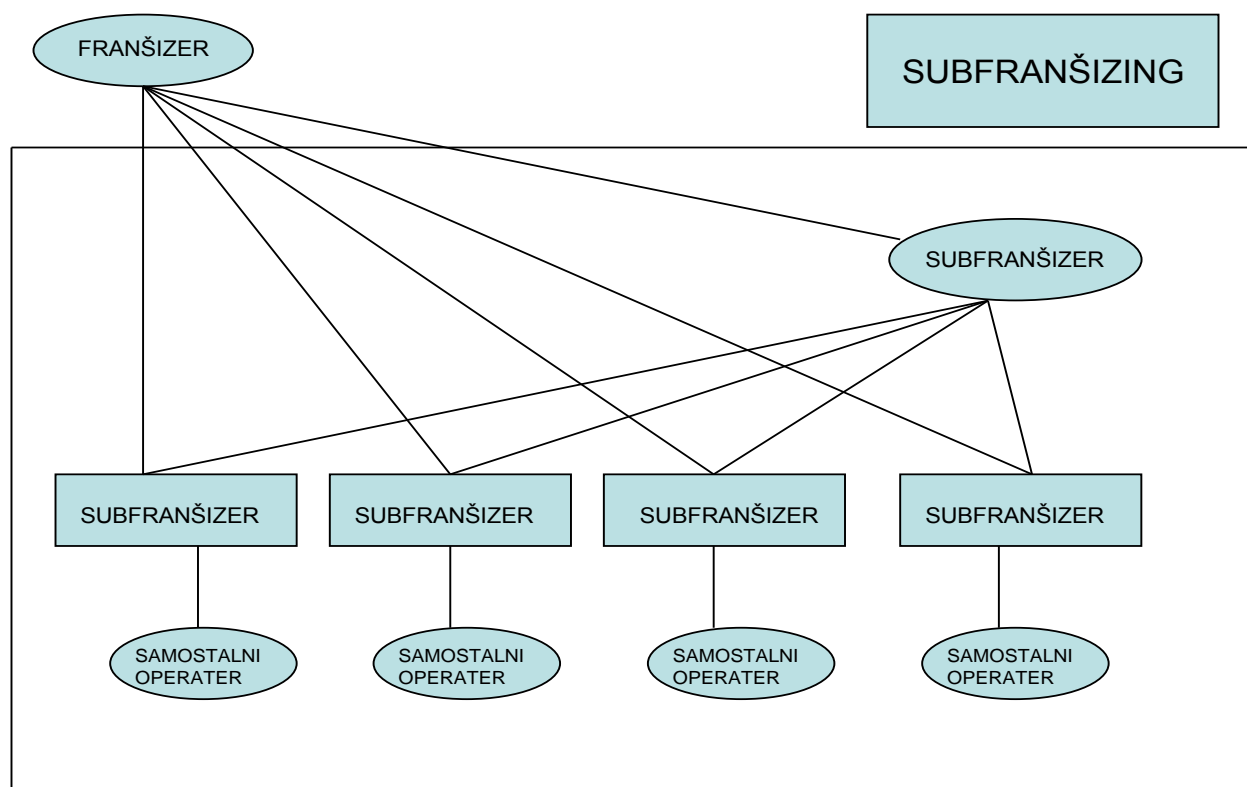 FRANŠIZER
SUBFRANŠIZING
SUBFRANŠIZER
SUBFRANŠIZER
SUBFRANŠIZER
SUBFRANŠIZER
SUBFRANŠIZER
SAMOSTALNI
OPERATER
SAMOSTALNI
OPERATER
SAMOSTALNI
OPERATER
SAMOSTALNI
OPERATER